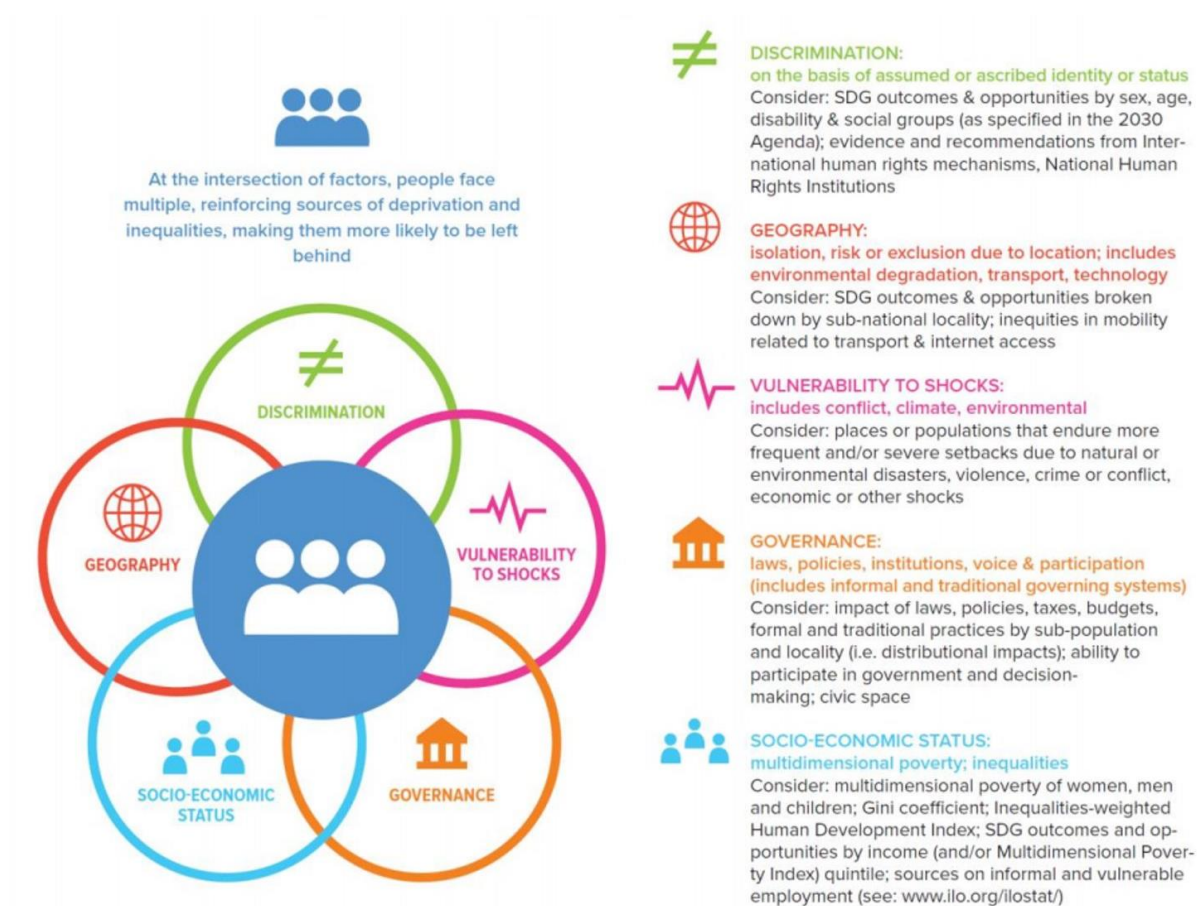 At the intersection of factors, people face
multiple, reinforcing sources of deprivation and
inequalities, making them more likely to be left
behind
DISCRIMINATION
GEOGRAPHY
VULNERABILITY
TO SHOCKS
SOCIO-ECONOMIC
STATUS
GOVERNANCE
DISCRIMINATION:
on the basis of assumed or ascribed identity or status
Consider: SDG outcomes & opportunities by sex, age,
disability & social groups (as specified in the 2030
Agenda); evidence and recommendations from Inter-
national human rights mechanisms, National Human
Rights Institutions
GEOGRAPHY:
isolation, risk or exclusion due to location; includes
environmental degradation, transport, technology
Consider: SDG outcomes & opportunities broken
down by sub-national locality; inequities in mobility
related to transport & internet access
VULNERABILITY TO SHOCKS:
includes conflict, climate, environmental
Consider: places or populations that endure more
frequent and/or severe setbacks due to natural or
environmental disasters, violence, crime or conflict,
economic or other shocks
GOVERNANCE:
laws, policies, institutions, voice & participation
(includes informal and traditional governing systems)
Consider: impact of laws, policies, taxes, budgets,
formal and traditional practices by sub-population
and locality (i.e. distributional impacts); ability to
participate in government and decision-
making; civic space
SOCIO-ECONOMIC STATUS:
multidimensional poverty; inequalities
Consider: multidimensional poverty of women, men
and children; Gini coefficient; Inequalities-weighted
Human Development Index; SDG outcomes and op-
portunities by income (and/or Multidimensional Pover-
ty Index) quintile; sources on informal and vulnerable
employment (see: www.ilo.org/ilostat/)